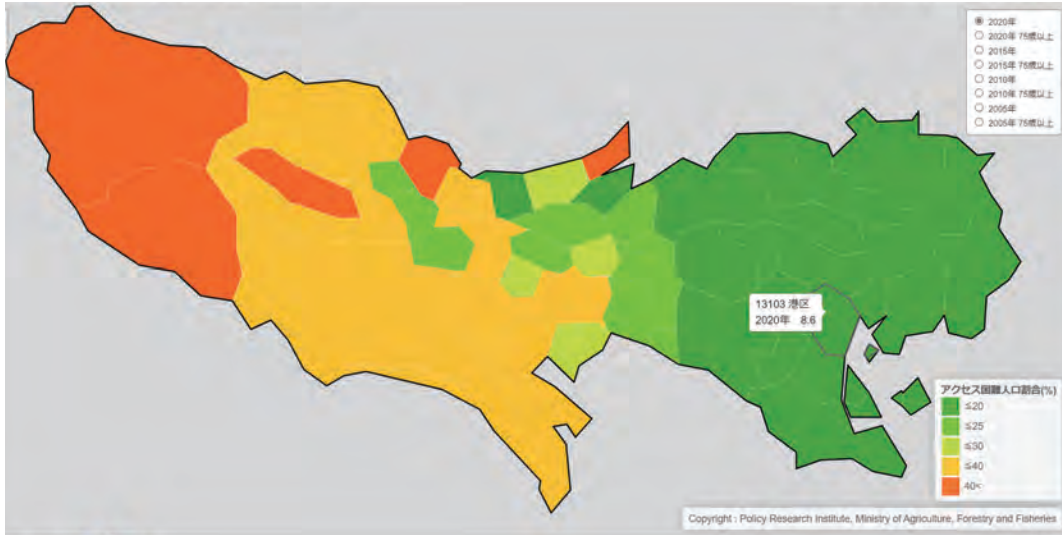 2020年
2020年 75歳以上
2015年
2015年 75歳以上
2010年
2010年 75歳以上
2005年
2005年 75歳以上
13103 港区
2020年 8.6
アクセス困難人口割合(%)
≦20
≦25
≦30
≦40
40<
Copyright : Policy Research Institute, Ministry of Agriculture, Forestry and Fisheries